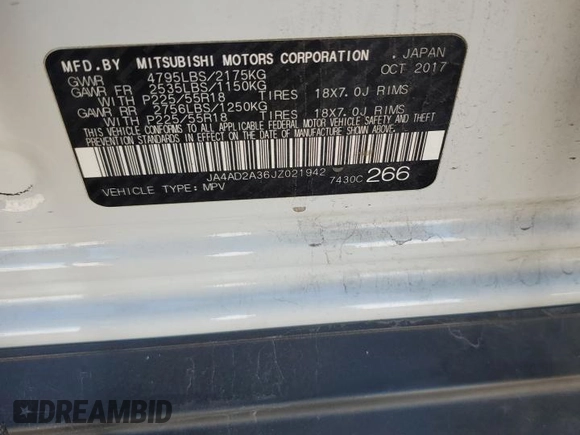 MFD.BY MITSUBISHI MOTORS CORPORATION . JAPAN
GVWR 4795LBS/2175KG OCT 2017
GAWR FR 2535LBS/1150KG
WITH P225/55R18 TIRES 18X7.0J RIMS
GAWR RR 2756LBS/1250KG
WITH P225/55R18 TIRES 18X7.0J RIMS
THIS VEHICLE CONFORMS TO ALL APPLICABLE FEDERAL MOTOR VEHICLE SAFETY AND THEFT
PREVENTION STANDARDS IN EFFECT ON THE DATE OF MANUFACTURE SHOWN ABOVE.
JA4AD2A36JZ021942
VEHICLE TYPE: MPV 7430C 266
DREAMBID